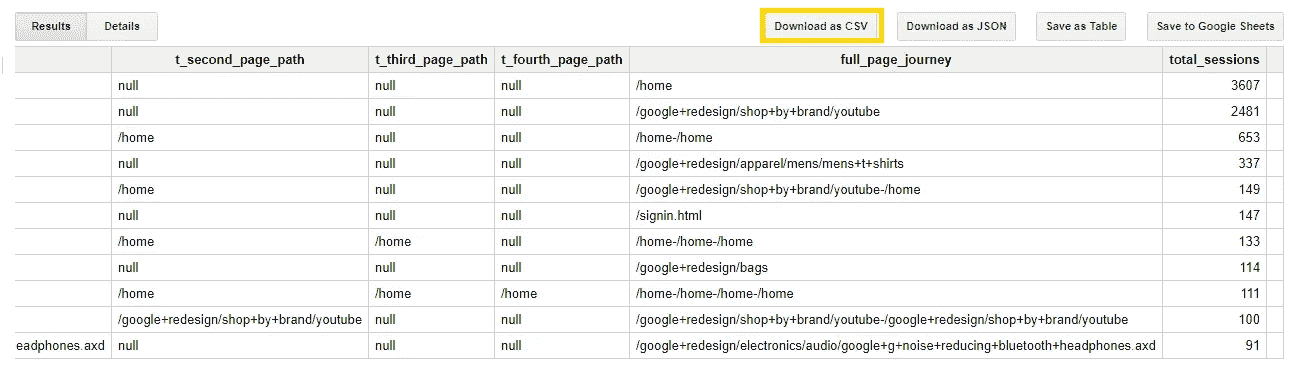 Results Details Download as CSV Download as JSON Save as Table Save to Google Sheets
t_second_page_path t_third_page_path t_fourth_page_path full_page_journey total_sessions
null null null /home 3607
null null null /google+redesign/shop+by+brand/youtube 2481
/home null null /home-/home 653
null null null /google+redesign/apparel/mens/mens+t+shirts 337
/home null null /google+redesign/shop+by+brand/youtube-/home 149
null null null /signin.html 147
/home /home null /home-/home-/home 133
null null null /google+redesign/bags 114
/home /home /home /home-/home-/home-/home 111
/google+redesign/shop+by+brand/youtube null null /google+redesign/shop+by+brand/youtube-/google+redesign/shop+by+brand/youtube 100
eadphones.axd null null null /google+redesign/electronics/audio/google+g+noise+reducing+bluetooth+headphones.axd 91